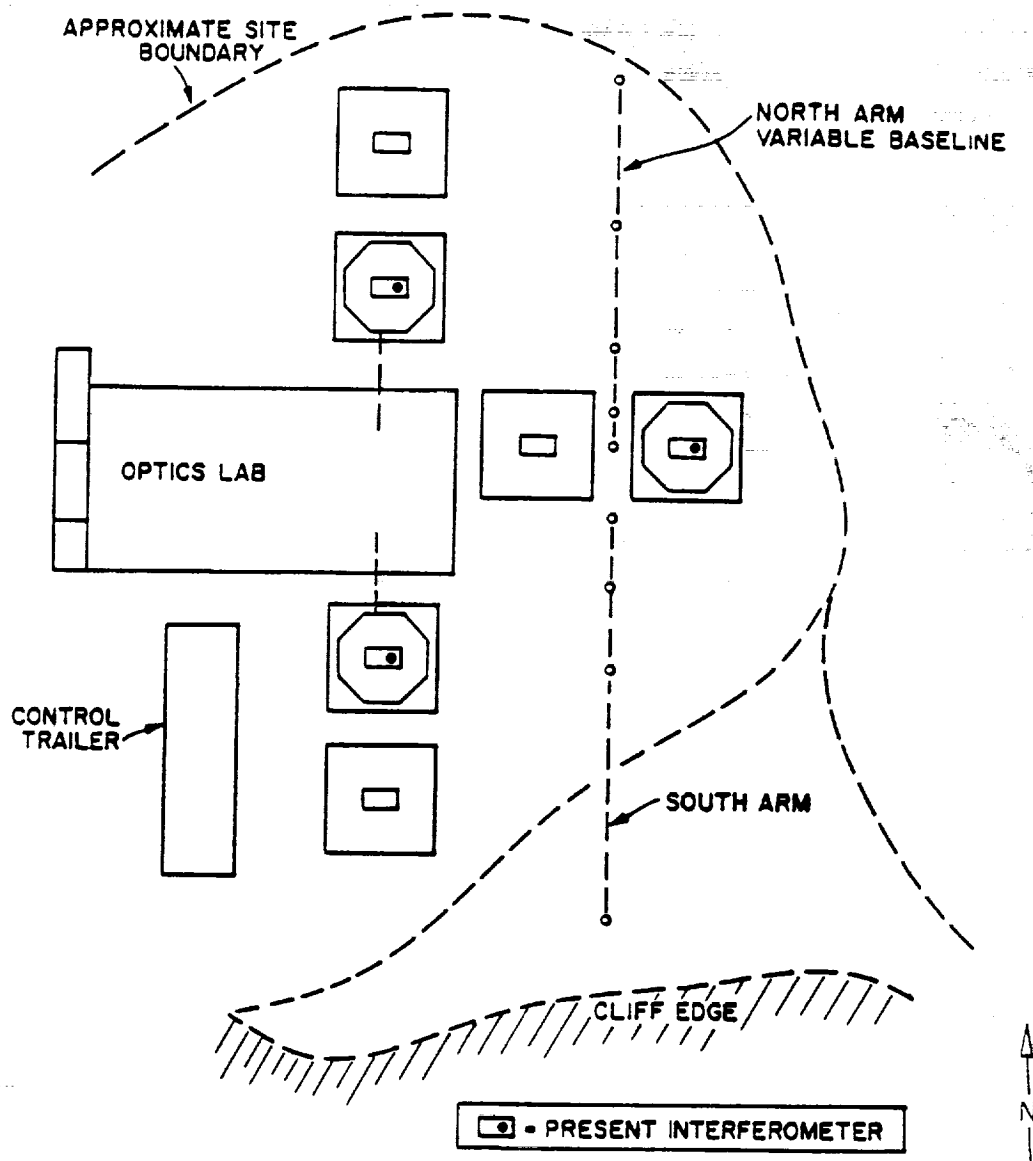 APPROXIMATE SITE
BOUNDARY
NORTH ARM
VARIABLE BASELINE
OPTICS LAB
CONTROL
TRAILER
SOUTH ARM
CLIFF EDGE
N
- PRESENT INTERFEROMETER